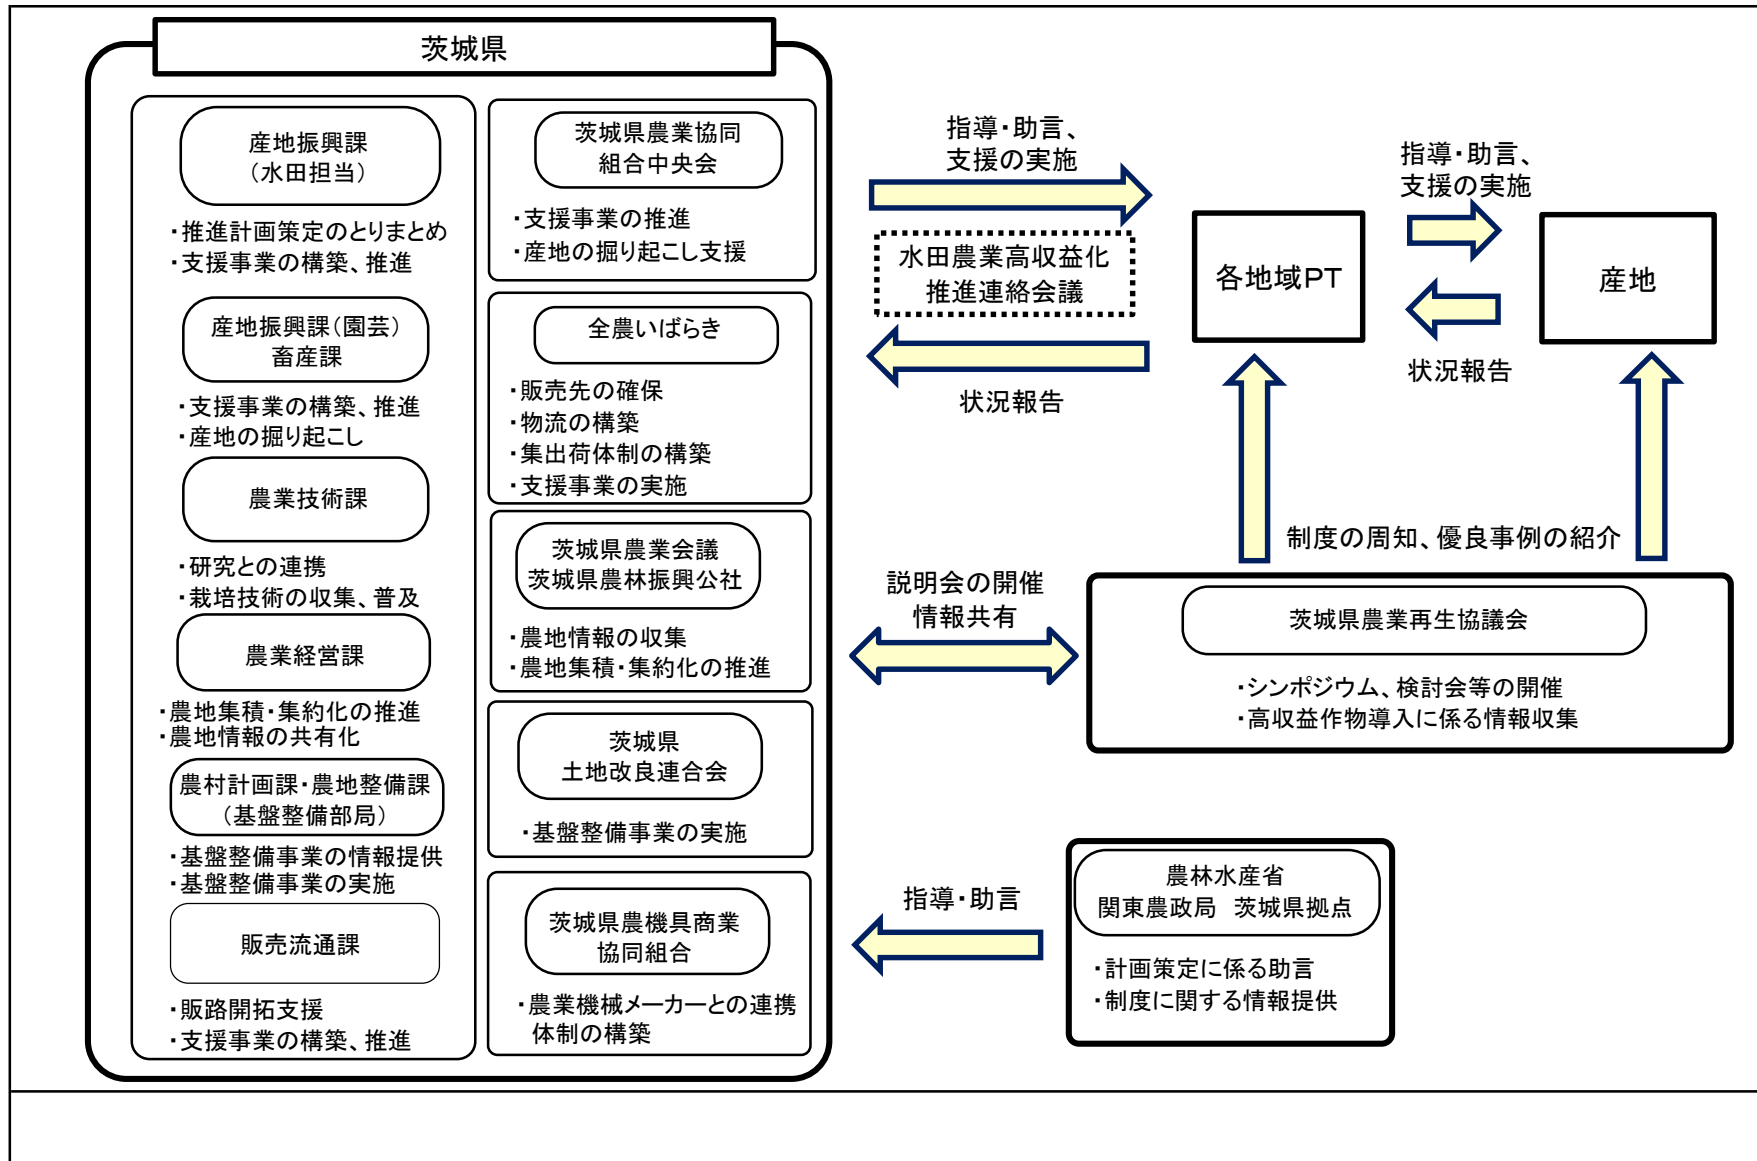 茨城県
産地振興課
（水田担当）
・推進計画策定のとりまとめ
・支援事業の構築、推進
産地振興課（園芸）
畜産課
・支援事業の構築、推進
・産地の掘り起こし
農業技術課
・研究との連携
・栽培技術の収集、普及
農業経営課
・農地集積・集約化の推進
・農地情報の共有化
農村計画課・農地整備課
（基盤整備部局）
・基盤整備事業の情報提供
・基盤整備事業の実施
販売流通課
・販路開拓支援
・支援事業の構築、推進
茨城県農業協同
組合中央会
・支援事業の推進
・産地の掘り起こし支援
全農いばらき
・販売先の確保
・物流の構築
・集出荷体制の構築
・支援事業の実施
茨城県農業会議
茨城県農林振興公社
・農地情報の収集
・農地集積・集約化の推進
茨城県
土地改良連合会
・基盤整備事業の実施
茨城県農機具商業
協同組合
・農業機械メーカーとの連携
体制の構築
指導・助言、
支援の実施
水田農業高収益化
推進連絡会議
状況報告
各地域PT
指導・助言、
支援の実施
状況報告
産地
制度の周知、優良事例の紹介
説明会の開催
情報共有
茨城県農業再生協議会
・シンポジウム、検討会等の開催
・高収益作物導入に係る情報収集
指導・助言
農林水産省
関東農政局　茨城県拠点
・計画策定に係る助言
・制度に関する情報提供